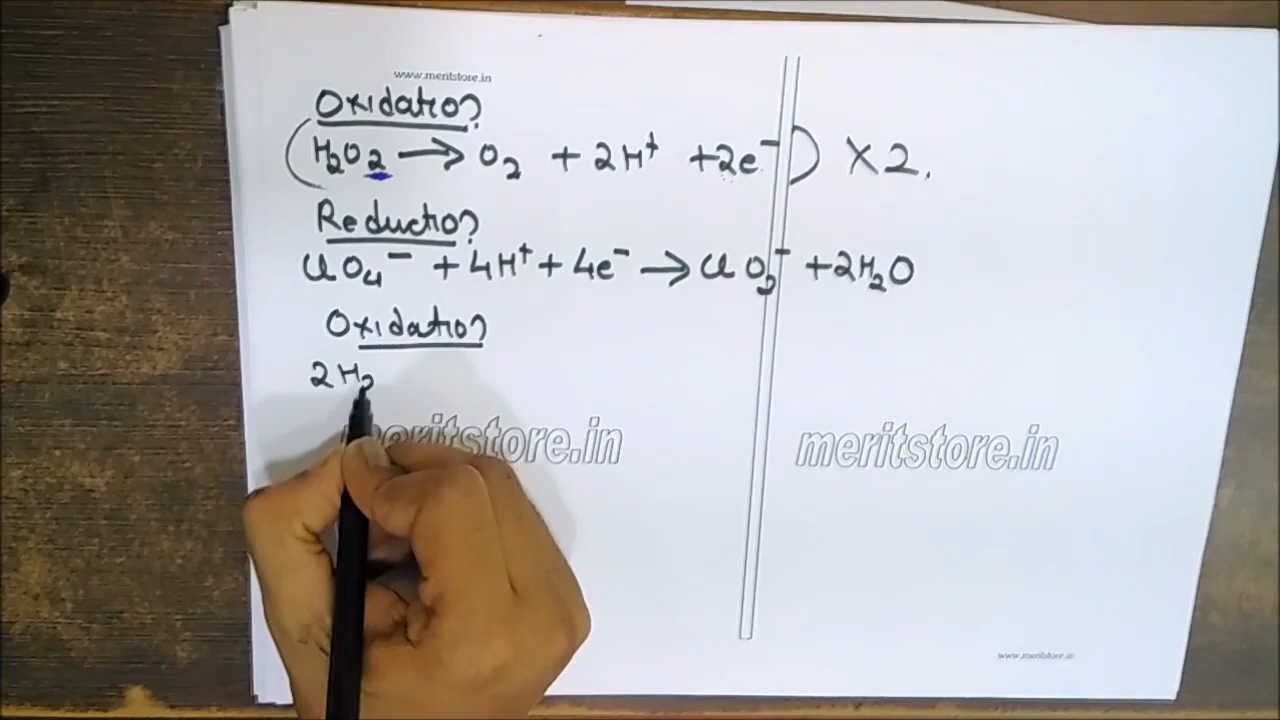 www.meritstore.in
Oxidation
H₂O₂ → O₂ + 2H⁺ + 2e⁻ X2.
Reduction
ClO₄⁻ + 4H⁺ + 4e⁻ → ClO₂⁻ + 2H₂O
Oxidation
2H₂
meritstore.in meritstore.in
www.meritstore.in